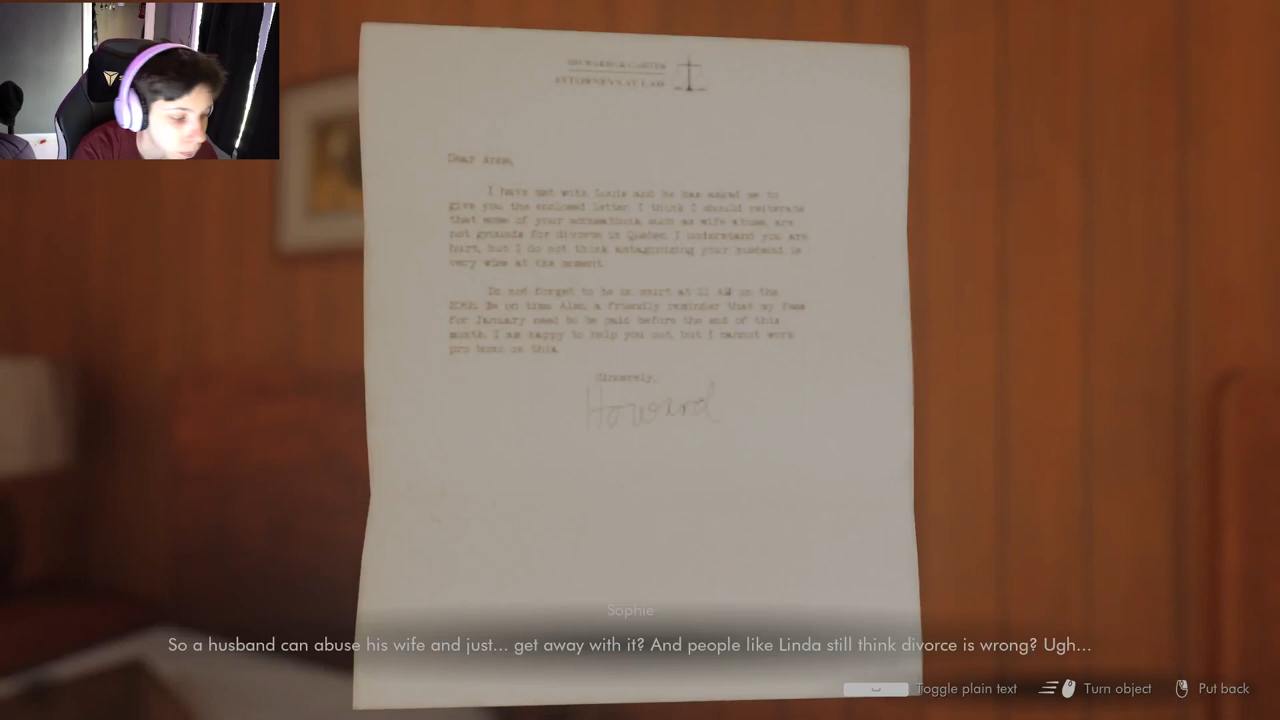 ATTORNEYS AT LAW
Dear Anna,
I have met with Louis and he has asked me to
give you the enclosed letter. I think I should reiterate
that some of your accusations, such as wife abuse, are
not grounds for divorce in Quebec. I understand you are
hurt, but I do not think antagonizing your husband is
very wise at the moment.
Do not forget to be in court at 11 AM on the
Be on time. Also, a friendly reminder that my fees
for January need to be paid before the end of this
month. I am happy to help you out, but I cannot work
pro bono on this.
Sincerely,
Howard
Sophie
So a husband can abuse his wife and just... get away with it? And people like Linda still think divorce is wrong? Ugh...
Toggle plain text
Turn object
Put back